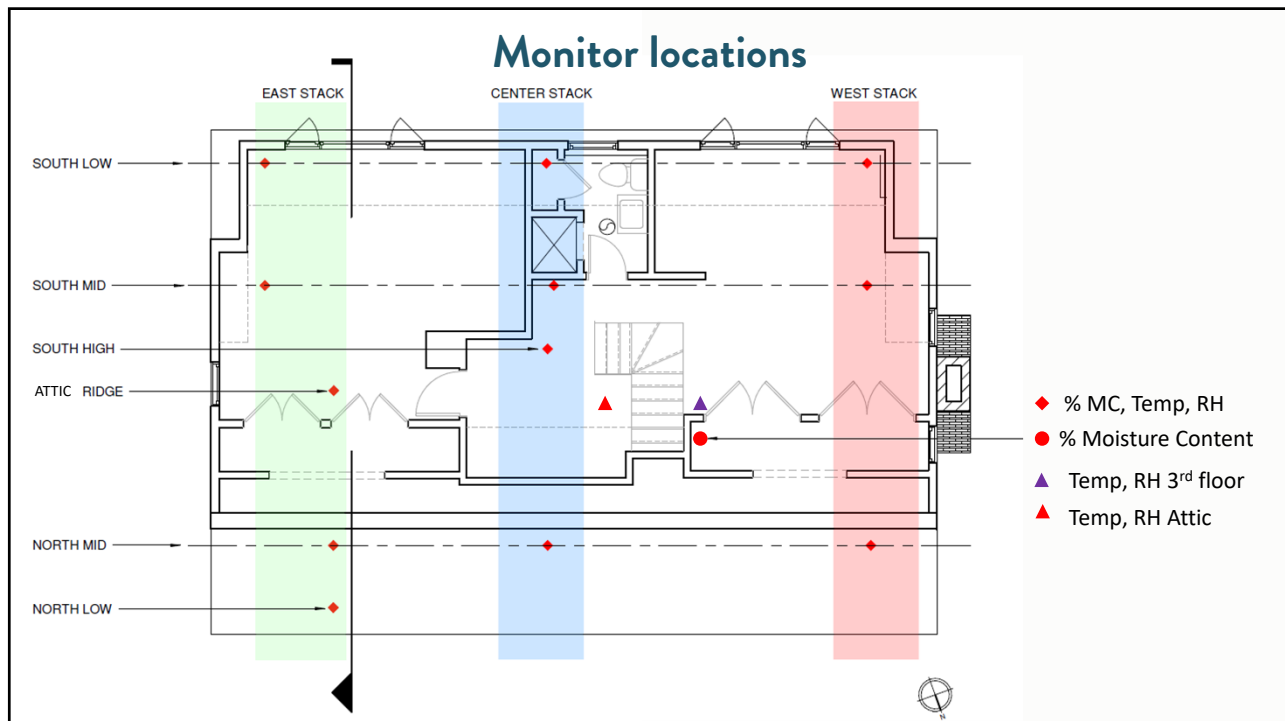 Monitor locations
EAST STACK
CENTER STACK
WEST STACK
SOUTH LOW
SOUTH MID
SOUTH HIGH
ATTIC RIDGE
% MC, Temp, RH
% Moisture Content
Temp, RH 3rd floor
Temp, RH Attic
NORTH MID
NORTH LOW
S
N